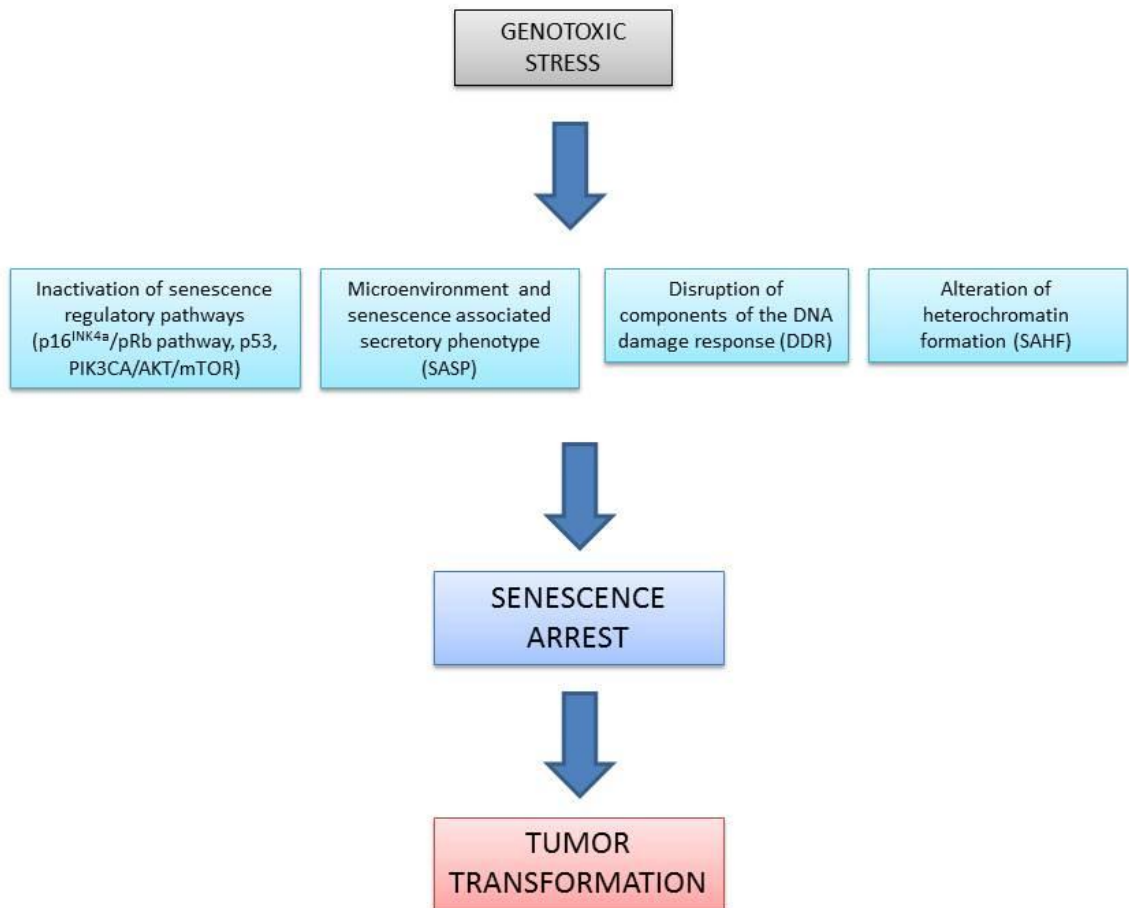 GENOTOXIC
STRESS
Inactivation of senescence
regulatory pathways
(p16INK4a/pRb pathway, p53,
PIK3CA/AKT/mTOR)
Microenvironment and
senescence associated
secretory phenotype
(SASP)
Disruption of
components of the DNA
damage response (DDR)
Alteration of
heterochromatin
formation (SAHF)
SENESCENCE
ARREST
TUMOR
TRANSFORMATION